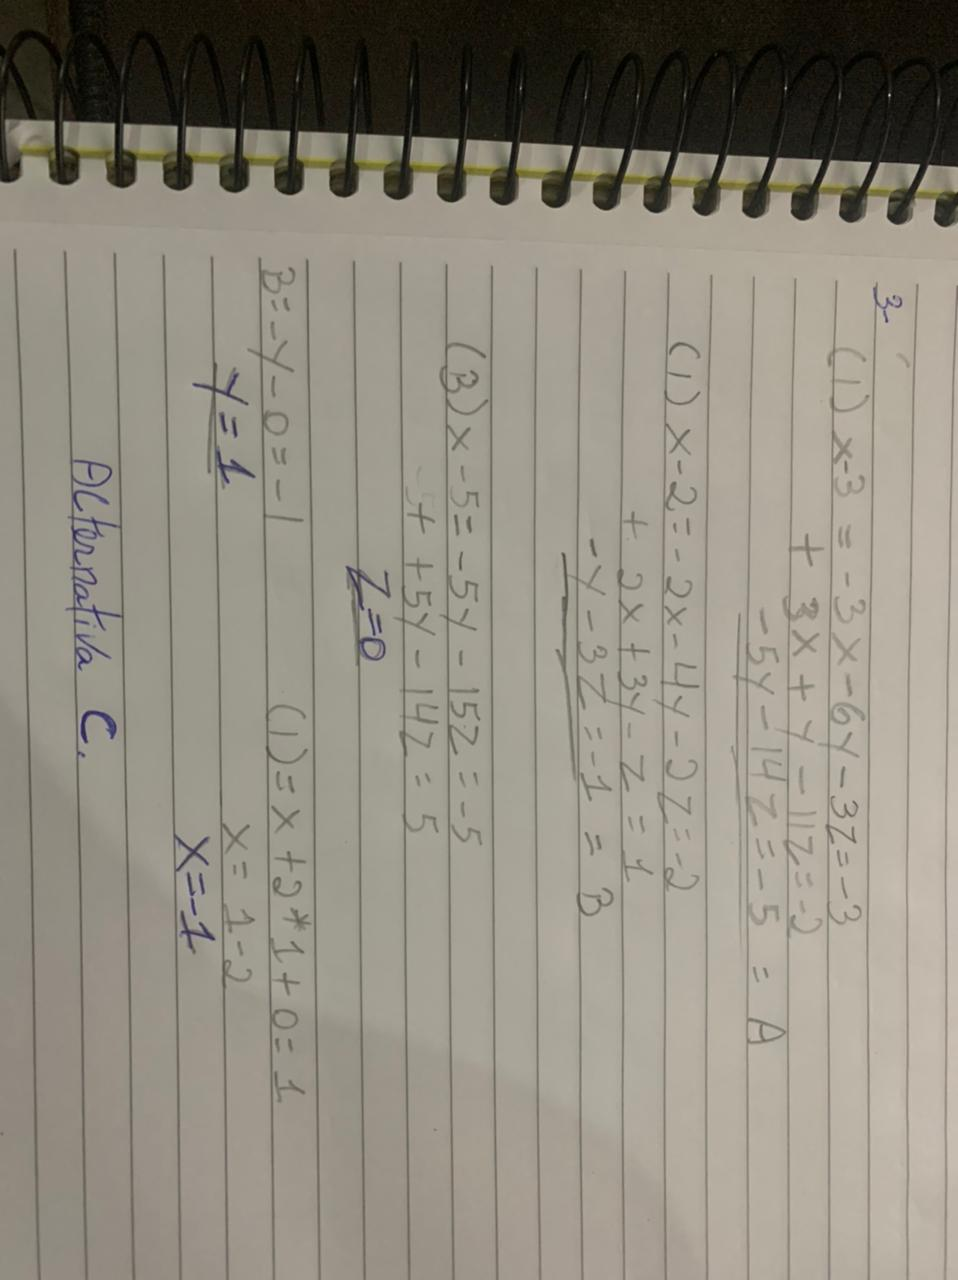 3-
(1) x-3 = -3x-6y-3z=-3
+ 3x+y-11z=-2
-5y-14z=-5 = A
(1) x-2=-2x-4y-2z=-2
+ 2x+3y-z=1
-y-3z=-1 = B
(B) x-5=-5y-15z=-5
+ +5y-14z=5
z=0
B=-y-0=-1 (1)=x+2*1+0=1
y=1 x=1-2
x=-1
Alternativa C.